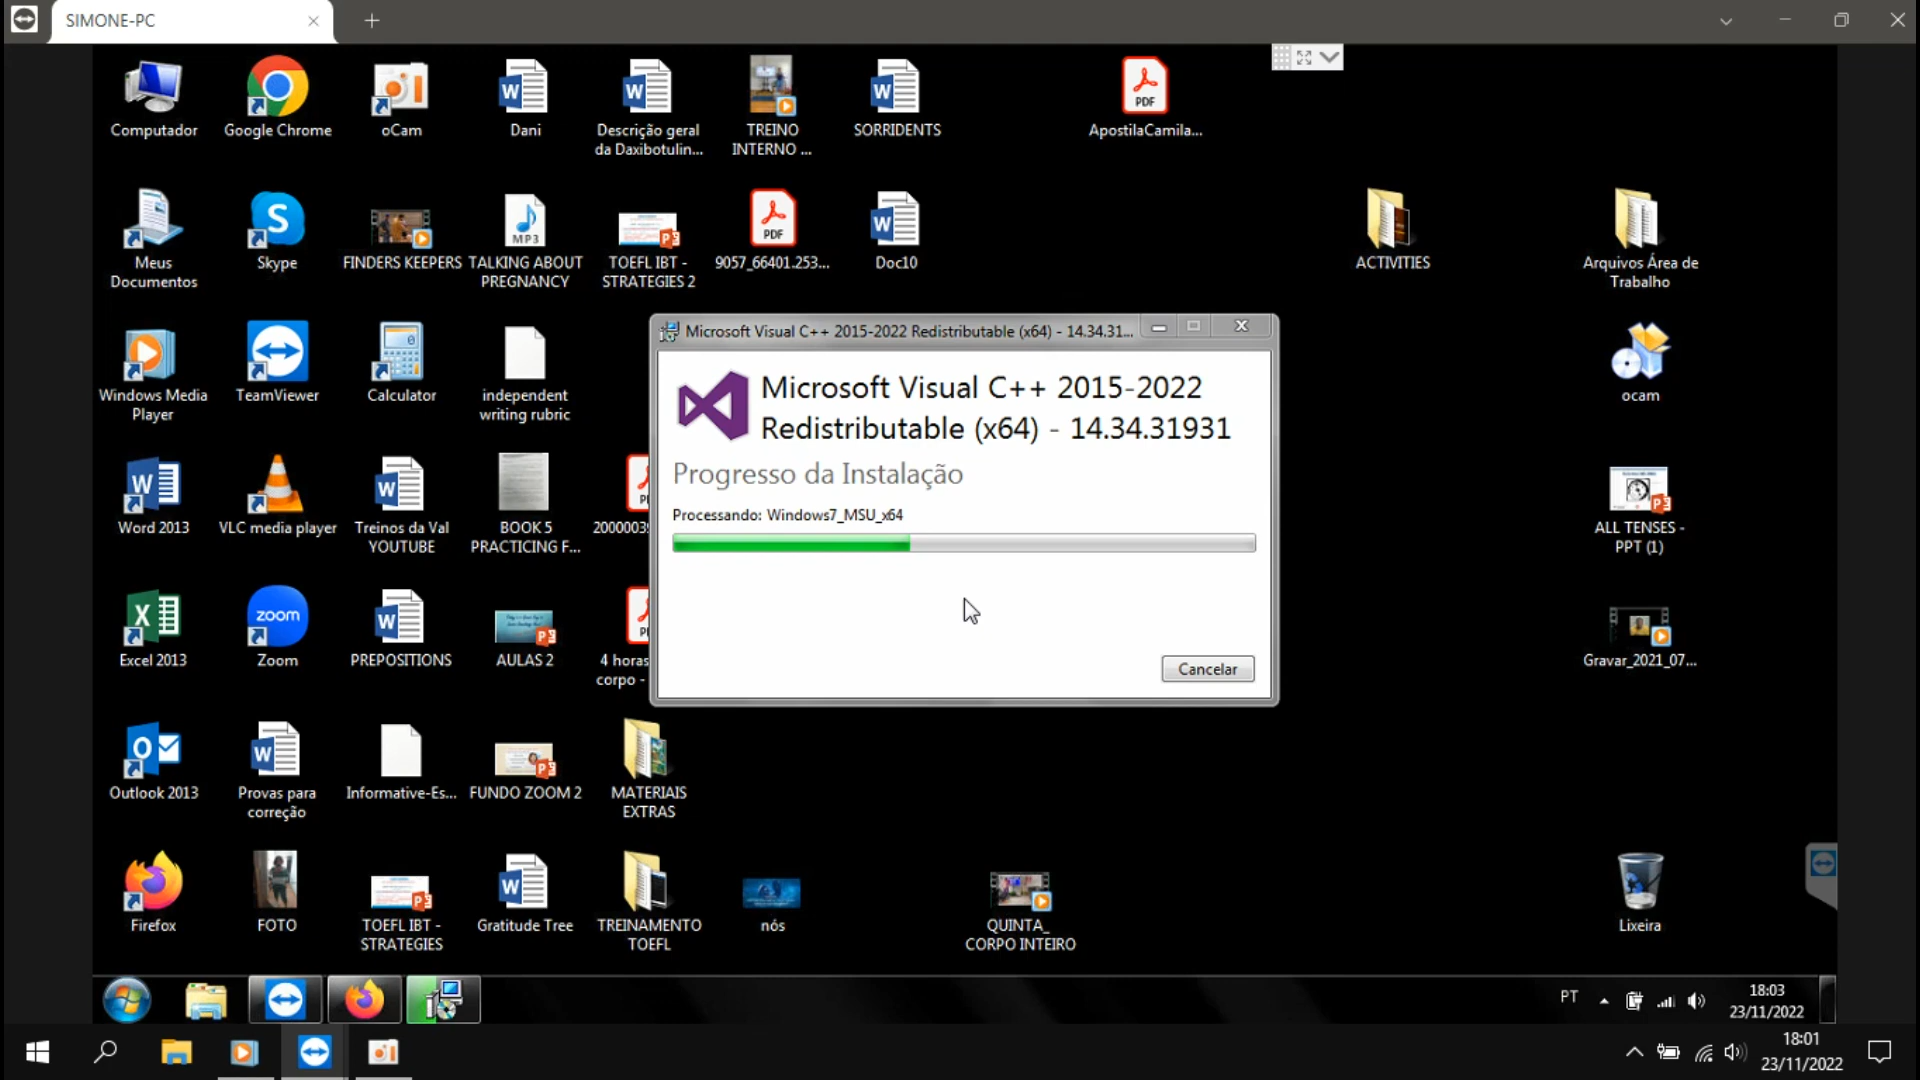 SIMONE-PC
Computador
Google Chrome
oCam
Dani
Descrição geral
da Daxibotulin...
TREINO
INTERNO ...
SORRIDENTS
PDF
ApostilaCamila...
Meus
Documentos
Skype
FINDERS KEEPERS
MP3
TALKING ABOUT
PREGNANCY
TOEFL IBT -
STRATEGIES 2
PDF
9057_66401.253...
Doc10
ACTIVITIES
Arquivos Área de
Trabalho
Windows Media
Player
TeamViewer
Calculator
independent
writing rubric
ocam
Microsoft Visual C++ 2015-2022 Redistributable (x64) - 14.34.31...
Microsoft Visual C++ 2015-2022
Redistributable (x64) - 14.34.31931
Progresso da Instalação
Processando: Windows7_MSU_x64
Cancelar
Word 2013
VLC media player
Treinos da Val
YOUTUBE
BOOK 5
PRACTICING F...
ALL TENSES -
PPT (1)
Excel 2013
zoom
Zoom
PREPOSITIONS
AULAS 2
4 horas
corpo -
Gravar_2021_07...
Outlook 2013
Provas para
correção
Informative-Es...
FUNDO ZOOM 2
MATERIAIS
EXTRAS
Firefox
FOTO
TOEFL IBT -
STRATEGIES
Gratitude Tree
TREINAMENTO
TOEFL
nós
QUINTA_
CORPO INTEIRO
Lixeira
PT
18:03
23/11/2022
18:01
23/11/2022